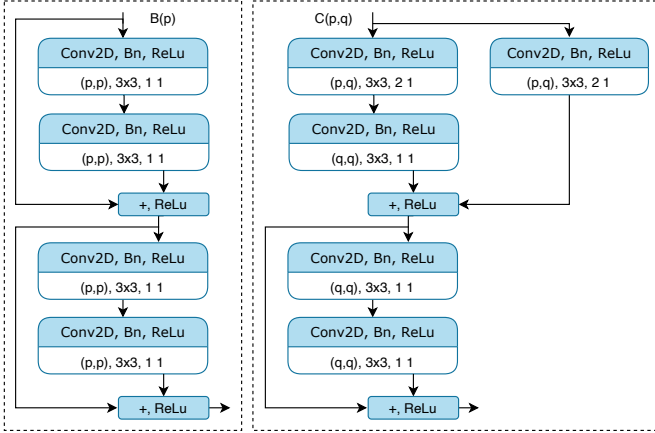 B(p)
Conv2D, Bn, ReLu
(p,p), 3x3, 1 1
Conv2D, Bn, ReLu
(p,p), 3x3, 1 1
+, ReLu
Conv2D, Bn, ReLu
(p,p), 3x3, 1 1
Conv2D, Bn, ReLu
(p,p), 3x3, 1 1
+, ReLu
C(p,q)
Conv2D, Bn, ReLu
(p,q), 3x3, 2 1
Conv2D, Bn, ReLu
(p,q), 3x3, 2 1
Conv2D, Bn, ReLu
(q,q), 3x3, 1 1
+, ReLu
Conv2D, Bn, ReLu
(q,q), 3x3, 1 1
Conv2D, Bn, ReLu
(q,q), 3x3, 1 1
+, ReLu